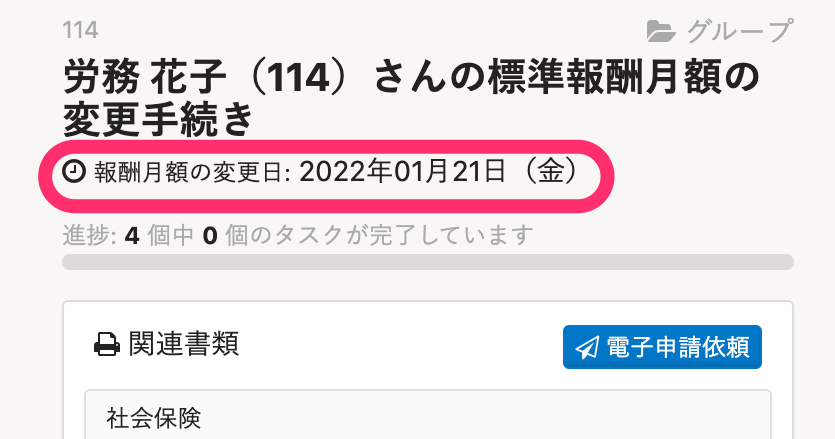 114
グループ
労務 花子（114）さんの標準報酬月額の
変更手続き
報酬月額の変更日: 2022年01月21日（金）
進捗: 4 個中 0 個のタスクが完了しています
関連書類
電子申請依頼
社会保険